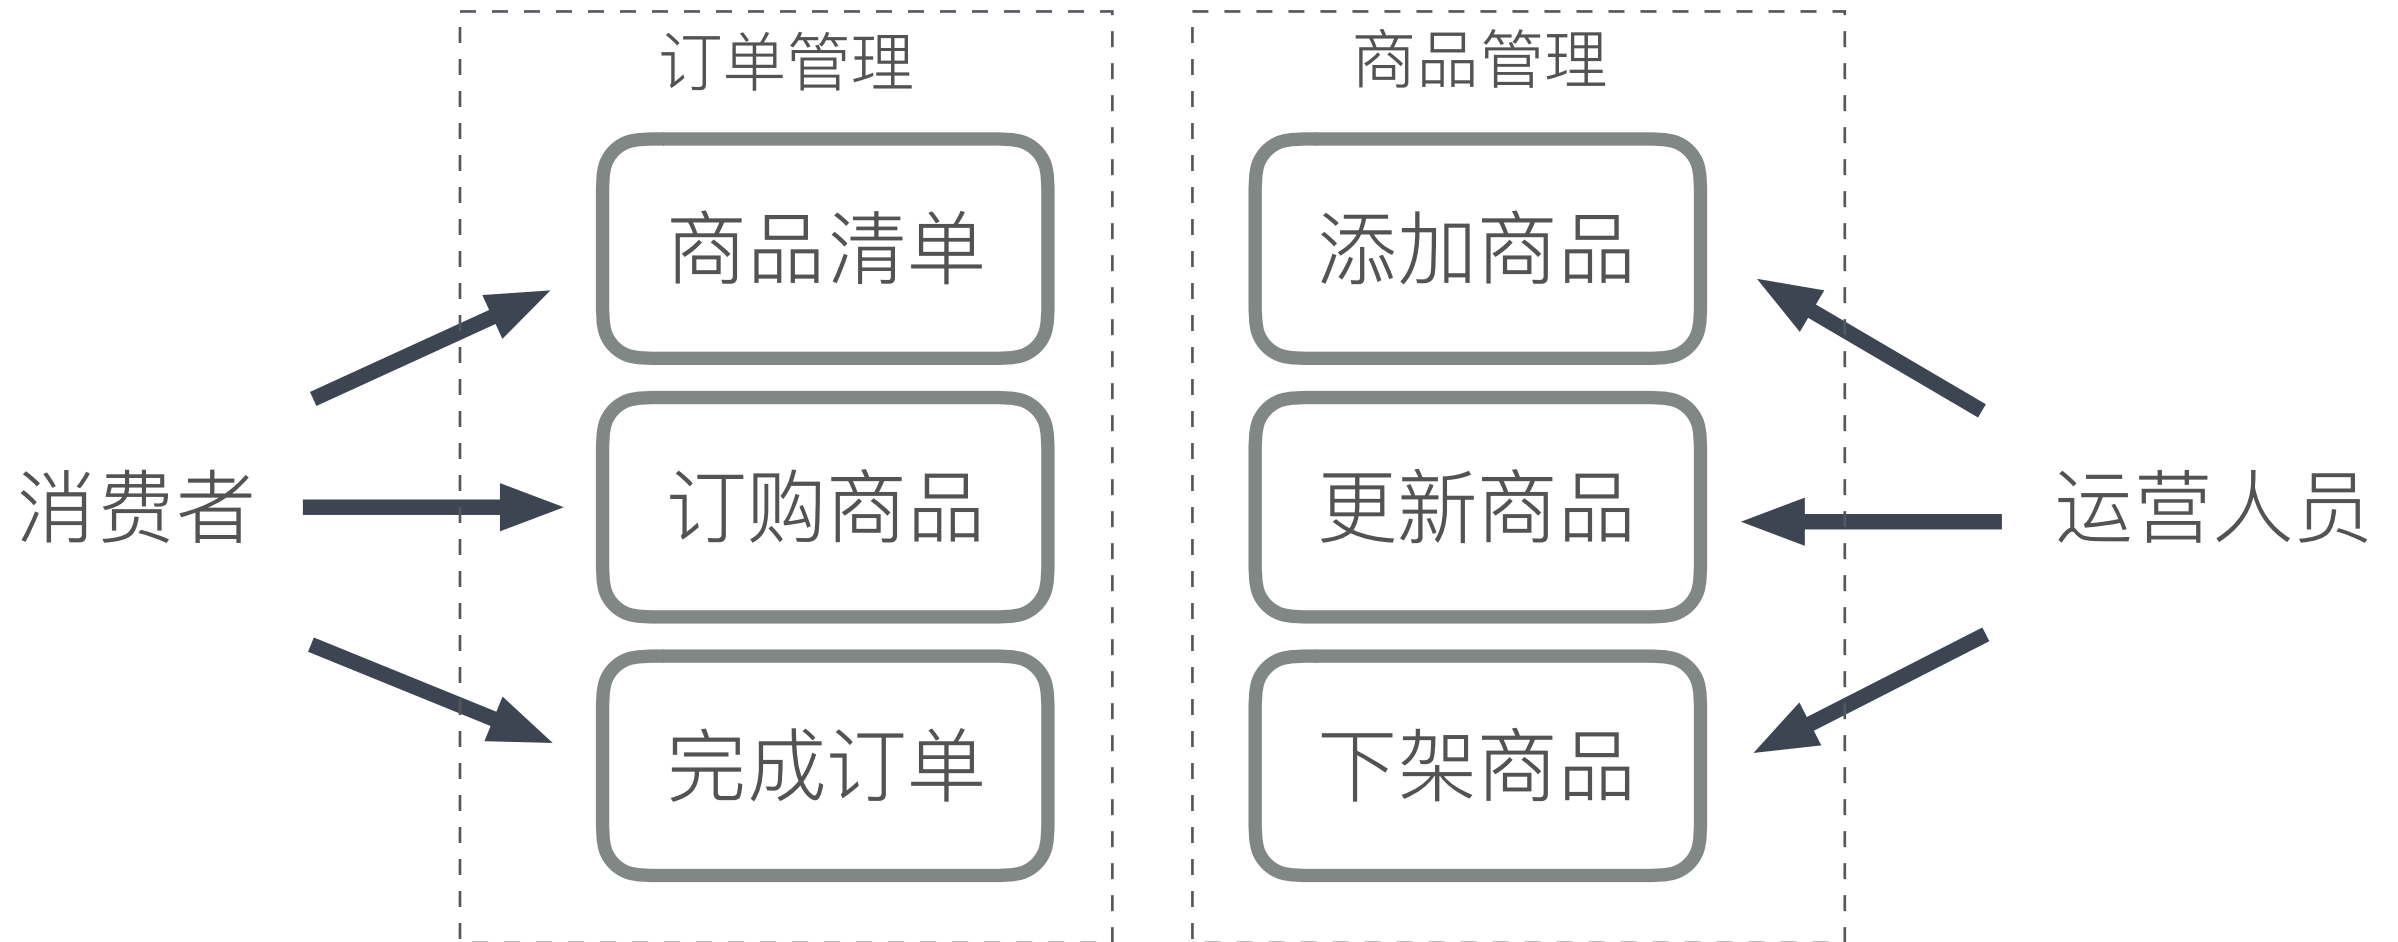 订单管理
商品清单
订购商品
完成订单
消费者
商品管理
添加商品
更新商品
下架商品
运营人员